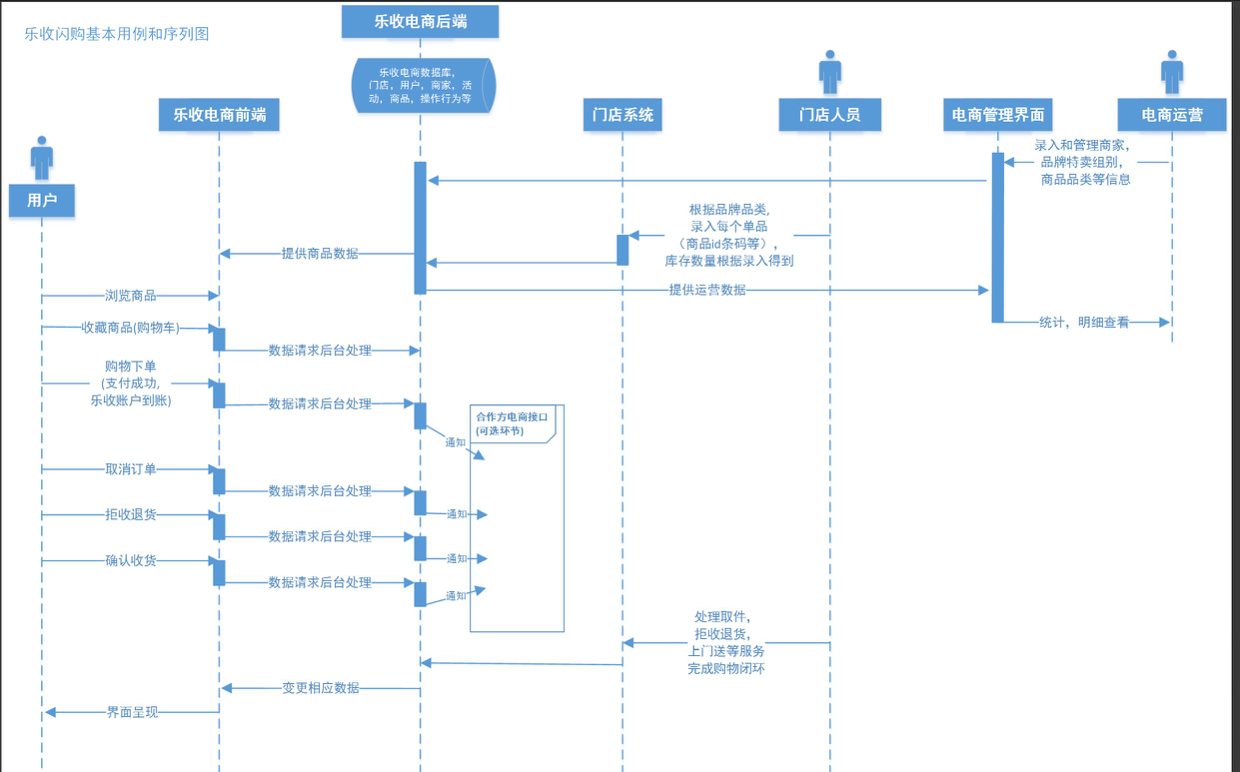 乐收闪购基本用例和序列图
乐收电商后端
乐收电商数据库，
门店，用户，商家，活
动，商品，操作行为等
乐收电商前端
门店系统
门店人员
电商管理界面
电商运营
用户
录入和管理商家，
品牌特卖组别，
商品品类等信息
根据品牌品类,
录入每个单品
（商品id条码等），
库存数量根据录入得到
提供商品数据
提供运营数据
浏览商品
统计，明细查看
收藏商品(购物车)
数据请求后台处理
购物下单
(支付成功,
乐收账户到账)
数据请求后台处理
合作方电商接口
(可选环节)
通知
取消订单
数据请求后台处理
通知
拒收退货
数据请求后台处理
通知
确认收货
数据请求后台处理
通知
处理取件，
拒收退货，
上门送等服务
完成购物闭环
变更相应数据
界面呈现